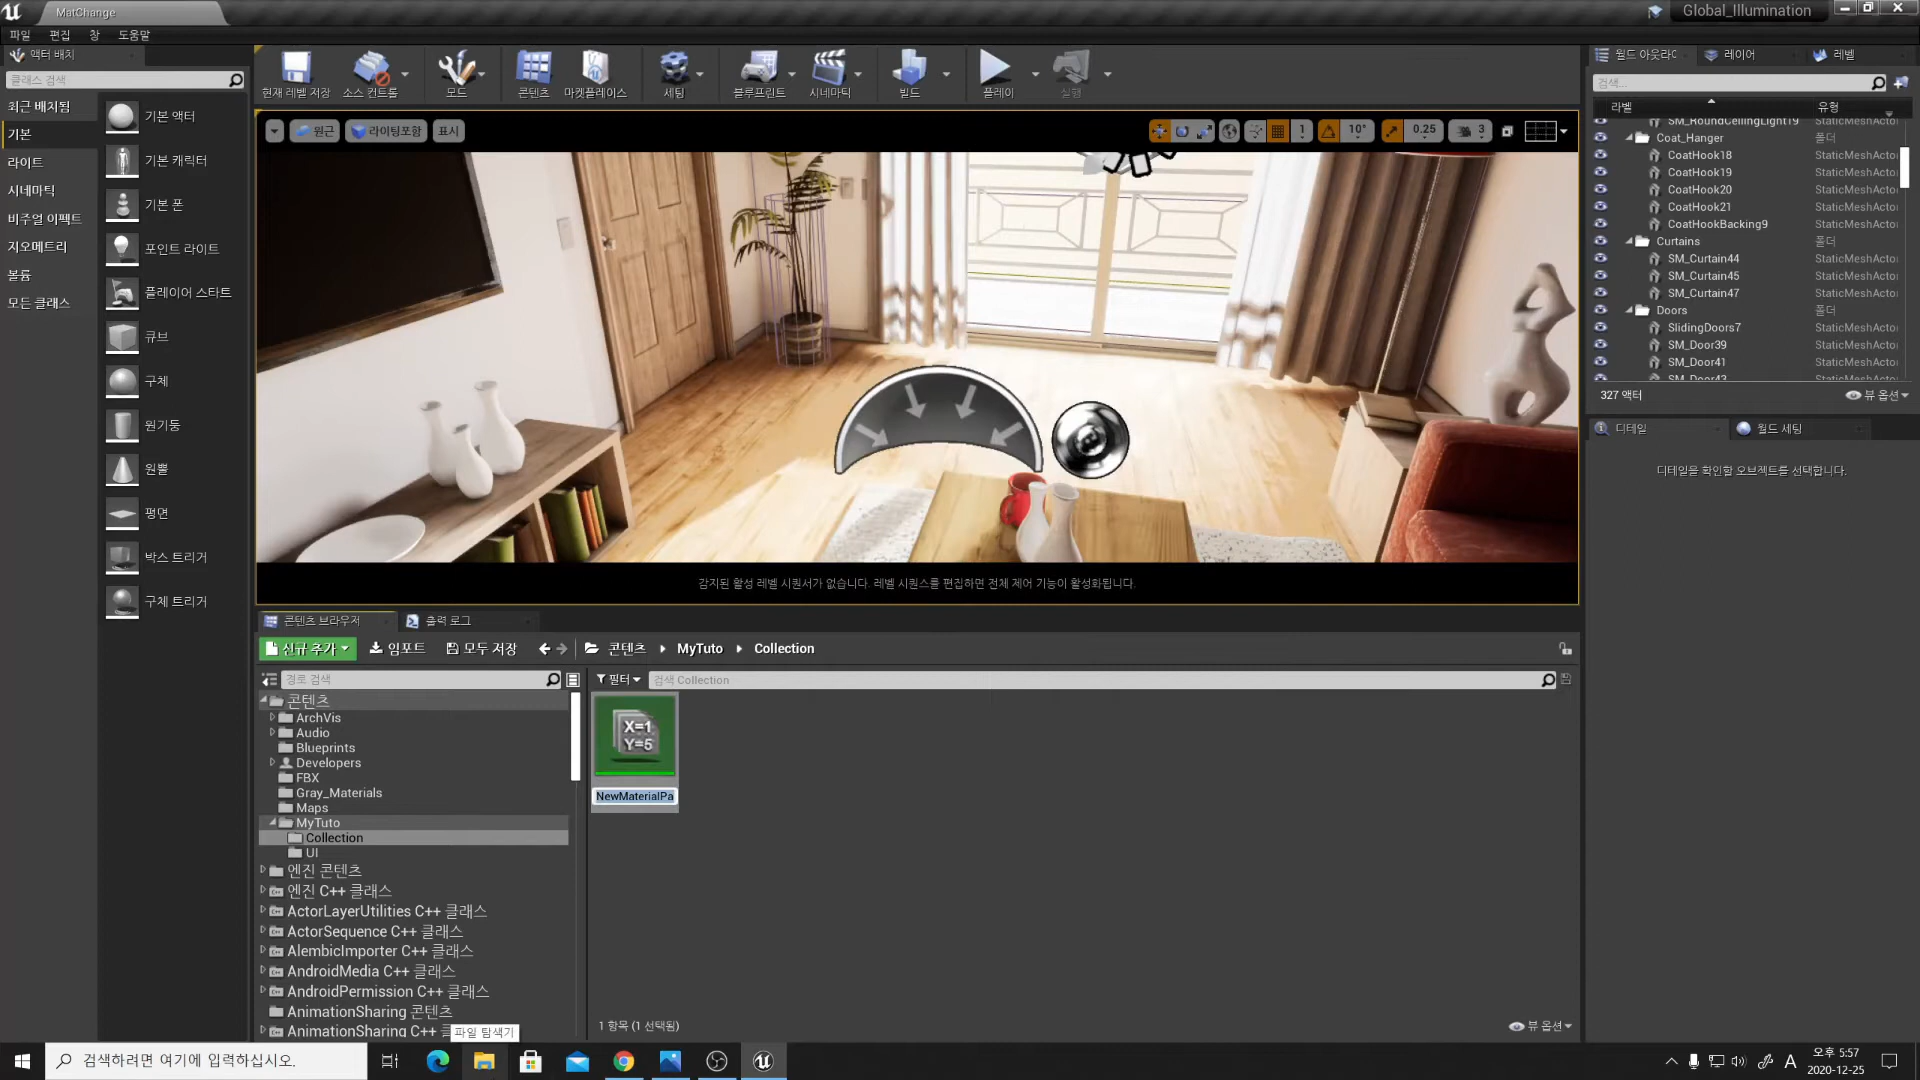 MatChange
Global_Illumination
파일 편집 창 도움말
액터 배치
클래스 검색
최근 배치됨
기본
라이트
시네마틱
비주얼 이펙트
지오메트리
볼륨
모든 클래스
기본 액터
기본 캐릭터
기본 폰
포인트 라이트
플레이어 스타트
큐브
구체
원기둥
원뿔
평면
박스 트리거
구체 트리거
현재 레벨 저장
소스 컨트롤
모드
콘텐츠
마켓플레이스
세팅
블루프린트
시네마틱
빌드
플레이
실행
원근
라이팅포함
표시
1
10°
0.25
3
감지된 활성 레벨 시퀀서가 없습니다. 레벨 시퀀스를 편집하면 전체 제어 기능이 활성화됩니다.
월드 아웃라이
레이어
레벨
검색...
라벨 유형
SM_RoundCeilingLight19 StaticMeshActor
Coat_Hanger 폴더
CoatHook18 StaticMeshActor
CoatHook19 StaticMeshActor
CoatHook20 StaticMeshActor
CoatHook21 StaticMeshActor
CoatHookBacking9 StaticMeshActor
Curtains 폴더
SM_Curtain44 StaticMeshActor
SM_Curtain45 StaticMeshActor
SM_Curtain47 StaticMeshActor
Doors 폴더
SlidingDoors7 StaticMeshActor
SM_Door39 StaticMeshActor
SM_Door41 StaticMeshActor
SM_Door43 StaticMeshActor
327 액터
뷰 옵션
디테일
월드 세팅
디테일을 확인할 오브젝트를 선택합니다.
콘텐츠 브라우저
출력 로그
신규 추가
임포트
모두 저장
콘텐츠 MyTuto Collection
경로 검색
필터
검색 Collection
콘텐츠
ArchVis
Audio
Blueprints
Developers
FBX
Gray_Materials
Maps
MyTuto
Collection
UI
엔진 콘텐츠
엔진 C++ 클래스
ActorLayerUtilities C++ 클래스
ActorSequence C++ 클래스
AlembicImporter C++ 클래스
AndroidMedia C++ 클래스
AndroidPermission C++ 클래스
AnimationSharing 콘텐츠
AnimationSharing C++
파일 탐색기
X=1
Y=5
NewMaterialPa
1 항목 (1 선택됨)
뷰 옵션
검색하려면 여기에 입력하십시오.
A
오후 5:57
2020-12-25